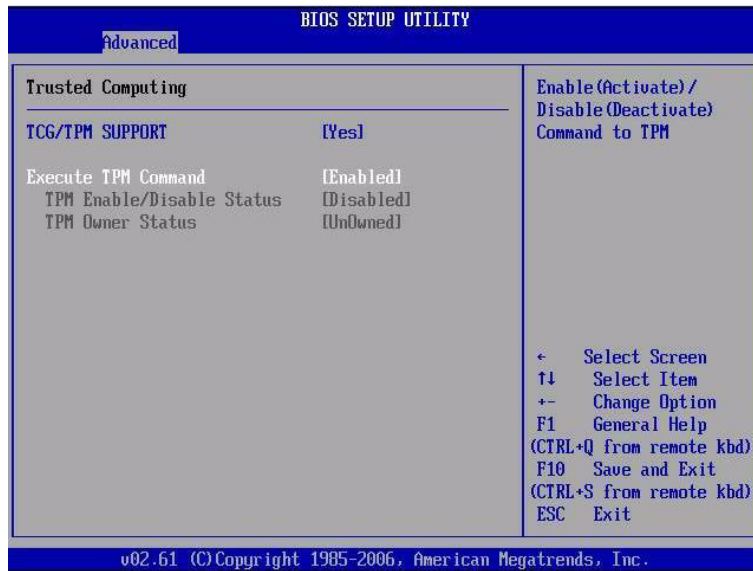 BIOS SETUP UTILITY
Advanced
Trusted Computing
TCG/TPM SUPPORT [Yes]
Execute TPM Command [Enabled]
TPM Enable/Disable Status [Disabled]
TPM Owner Status [UnOwned]
Enable(Activate)/
Disable(Deactivate)
Command to TPM
← Select Screen
↑↓ Select Item
+- Change Option
F1 General Help
(CTRL+Q from remote kbd)
F10 Save and Exit
(CTRL+S from remote kbd)
ESC Exit
v02.61 (C)Copyright 1985-2006, American Megatrends, Inc.